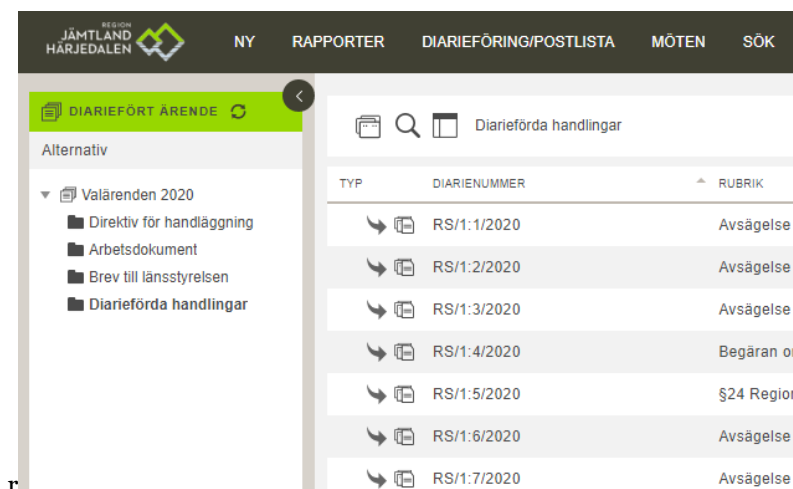 REGION
JÄMTLAND
HÄRJEDALEN
NY RAPPORTER DIARIEFÖRING/POSTLISTA MÖTEN SÖK
DIARIEFÖRT ÄRENDE
Alternativ
Valärenden 2020
Direktiv för handläggning
Arbetsdokument
Brev till länsstyrelsen
Diarieförda handlingar
Diarieförda handlingar
TYP DIARIENUMMER RUBRIK
RS/1:1/2020 Avsägelse
RS/1:2/2020 Avsägelse
RS/1:3/2020 Avsägelse
RS/1:4/2020 Begäran o
RS/1:5/2020 §24 Region
RS/1:6/2020 Avsägelse
RS/1:7/2020 Avsägelse
r